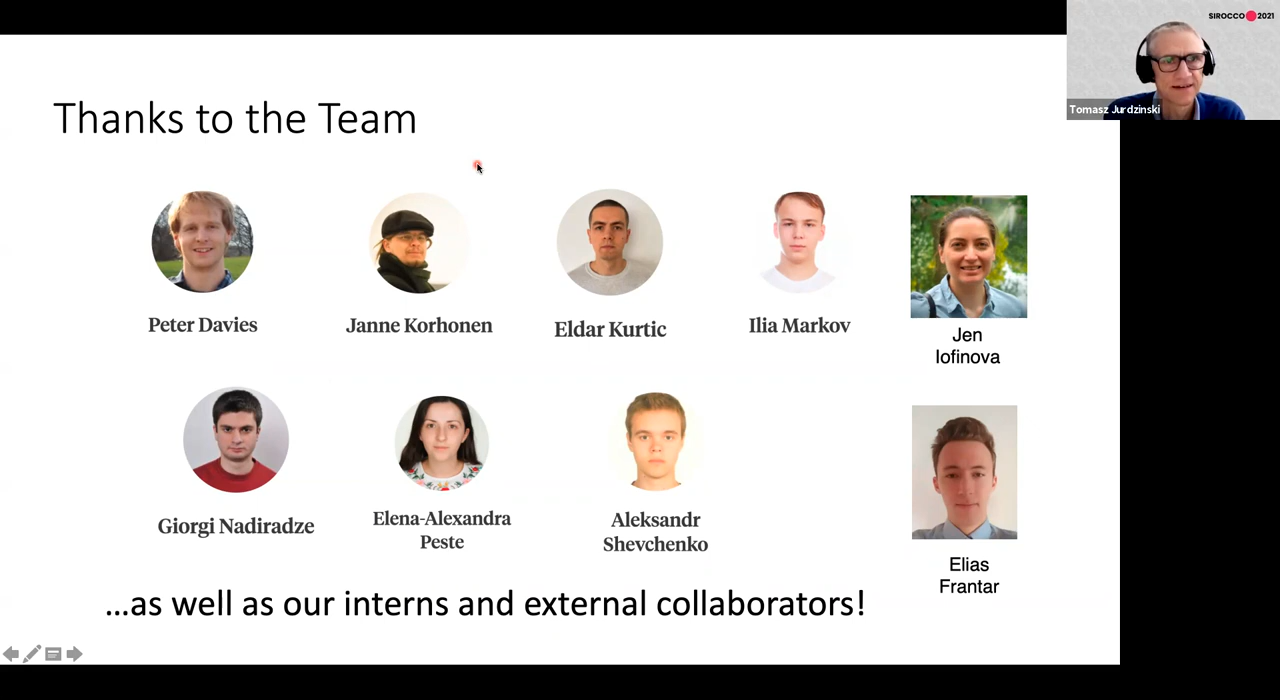 SIROCCO 2021
Tomasz Jurdzinski
Thanks to the Team
Peter Davies
Janne Korhonen
Eldar Kurtic
Ilia Markov
Jen
Iofinova
Giorgi Nadiradze
Elena-Alexandra
Peste
Aleksandr
Shevchenko
Elias
Frantar
...as well as our interns and external collaborators!